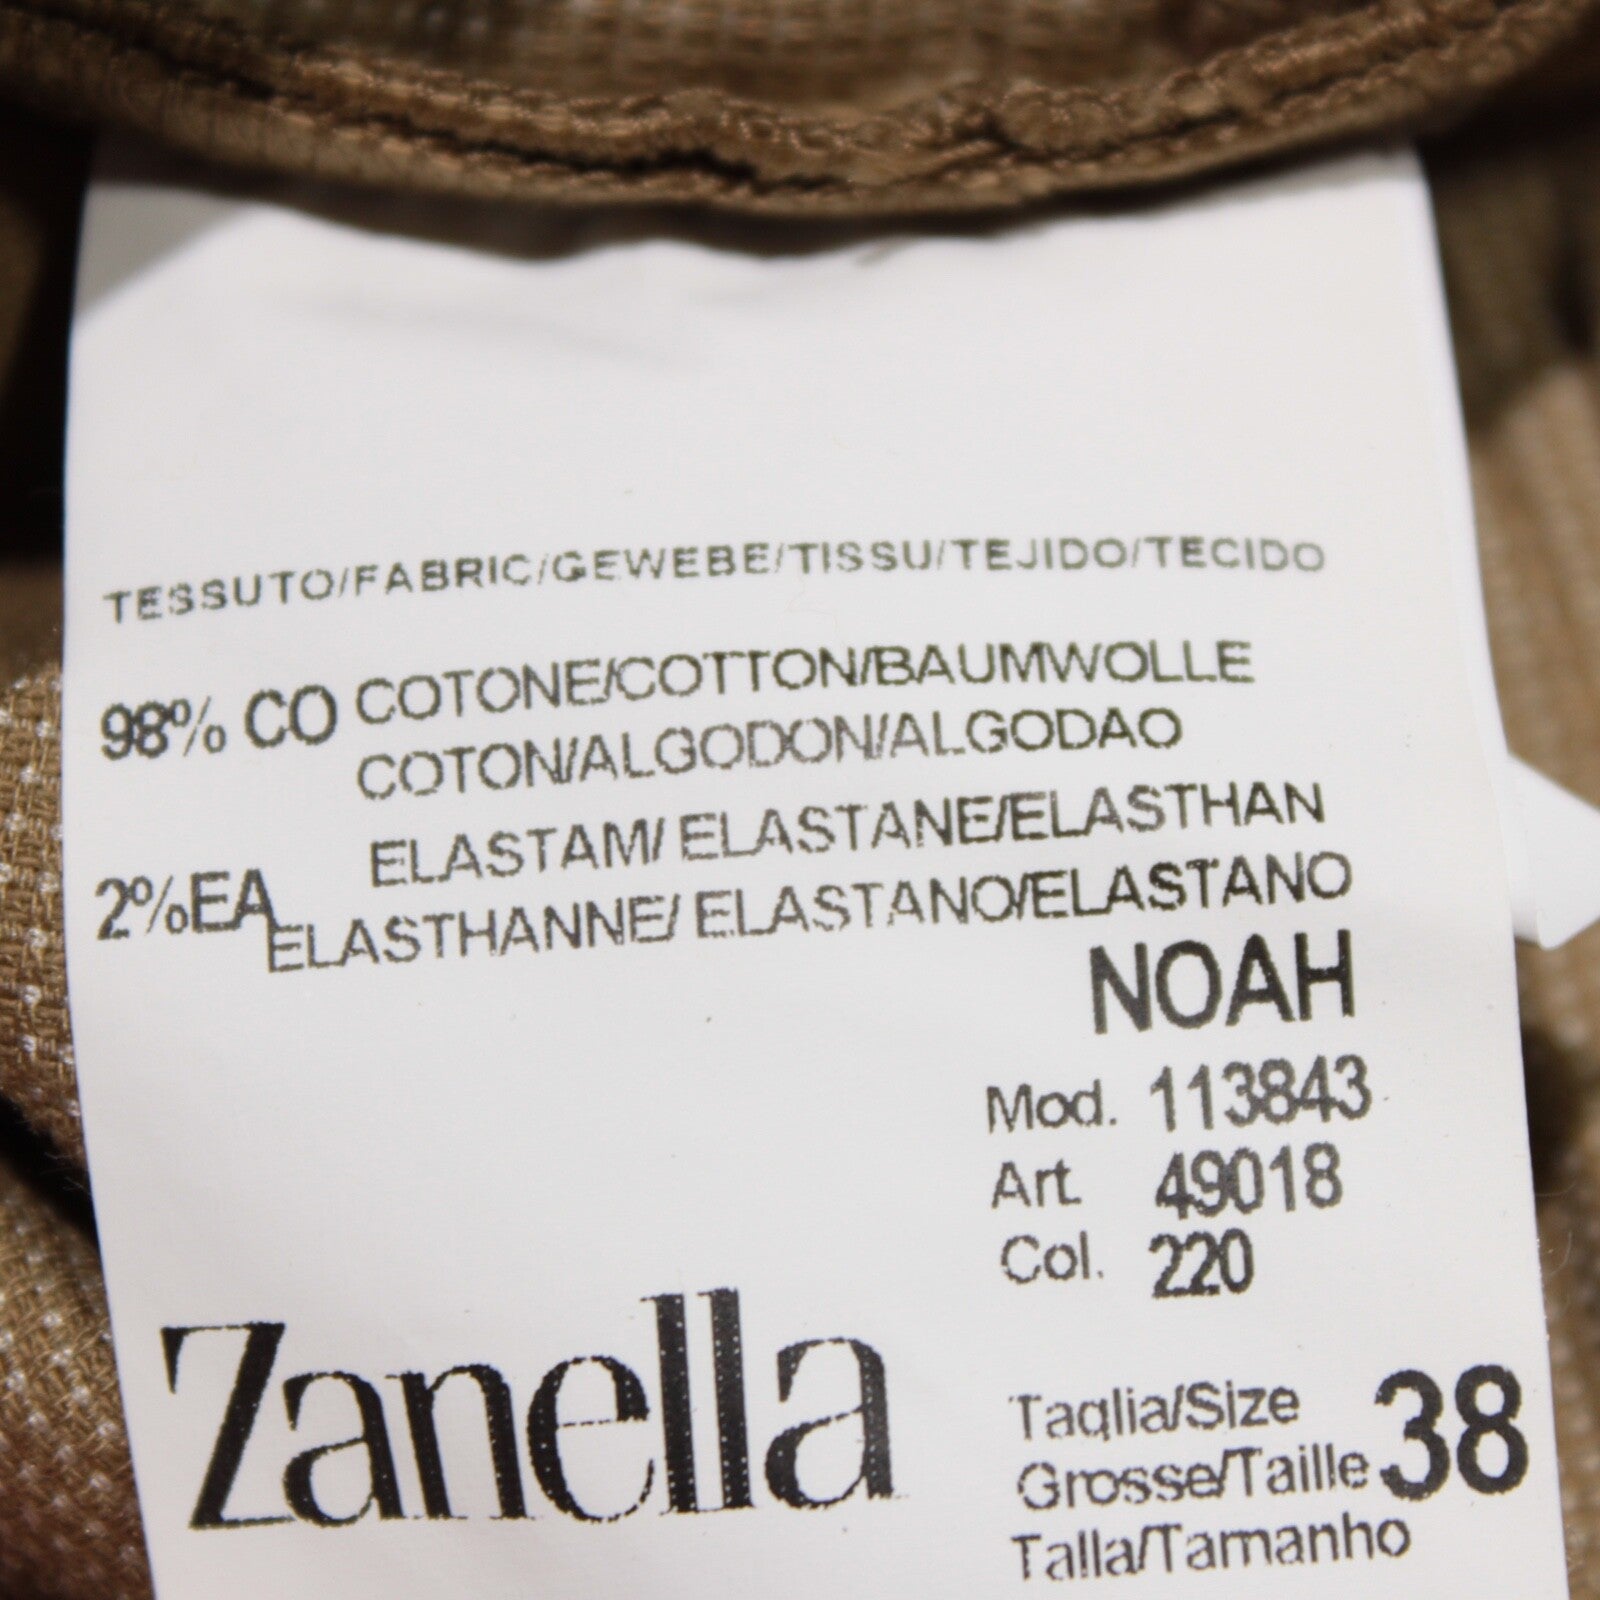 TESSUTO/FABRIC/GEWEBE/TISSU/TEJIDO/TECIDO
98% CO COTONE/COTTON/BAUMWOLLE
COTON/ALGODON/ALGODAO
ELASTAM/ ELASTANE/ELASTHAN
2%EA ELASTHANNE/ ELASTANO/ELASTANO
NOAH
Mod. 113843
Art. 49018
Col. 220
Zanella
Taglia/Size
Grosse/Taille 38
Talla/Tamanho